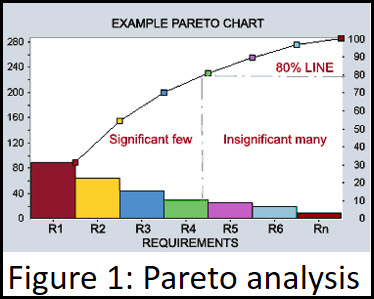 EXAMPLE PARETO CHART
280
240
200
160
120
80
40
0
100
90
80
70
60
50
40
30
20
10
0
80% LINE
Significant few
Insignificant many
R1 R2 R3 R4 R5 R6 Rn
REQUIREMENTS
Figure 1: Pareto analysis